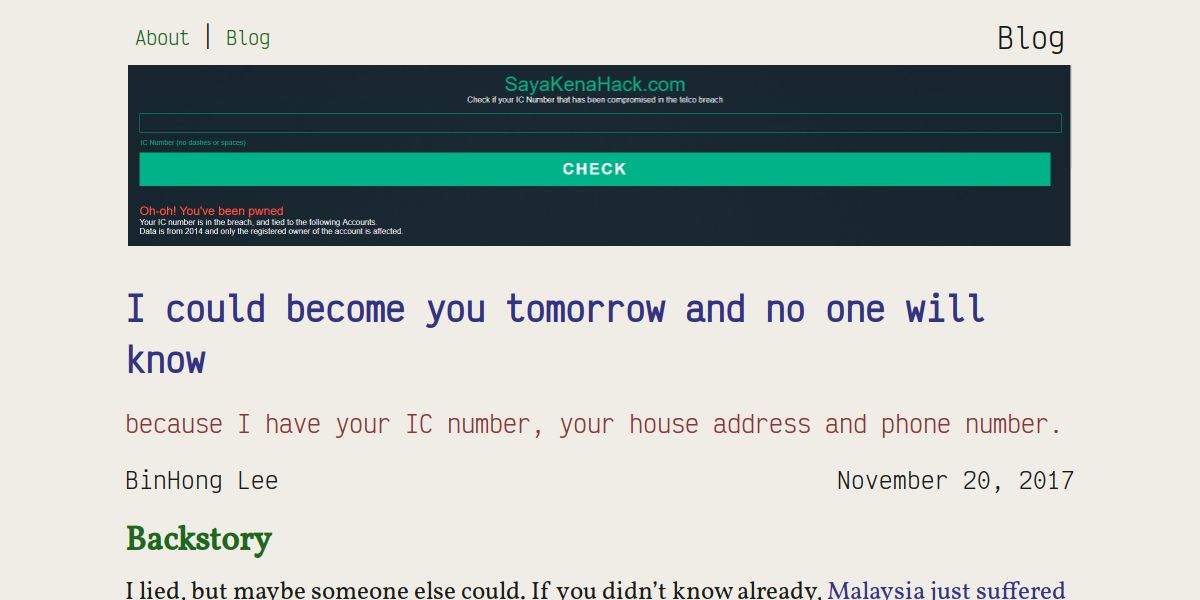 About | Blog
Blog
SayaKenaHack.com
Check if your IC Number that has been compromised in the telco breach
IC Number (no dashes or spaces)
CHECK
Oh-oh! You've been pwned
Your IC number is in the breach, and tied to the following Accounts.
Data is from 2014 and only the registered owner of the account is affected.
I could become you tomorrow and no one will
know
because I have your IC number, your house address and phone number.
BinHong Lee
November 20, 2017
Backstory
I lied, but maybe someone else could. If you didn’t know already, Malaysia just suffered